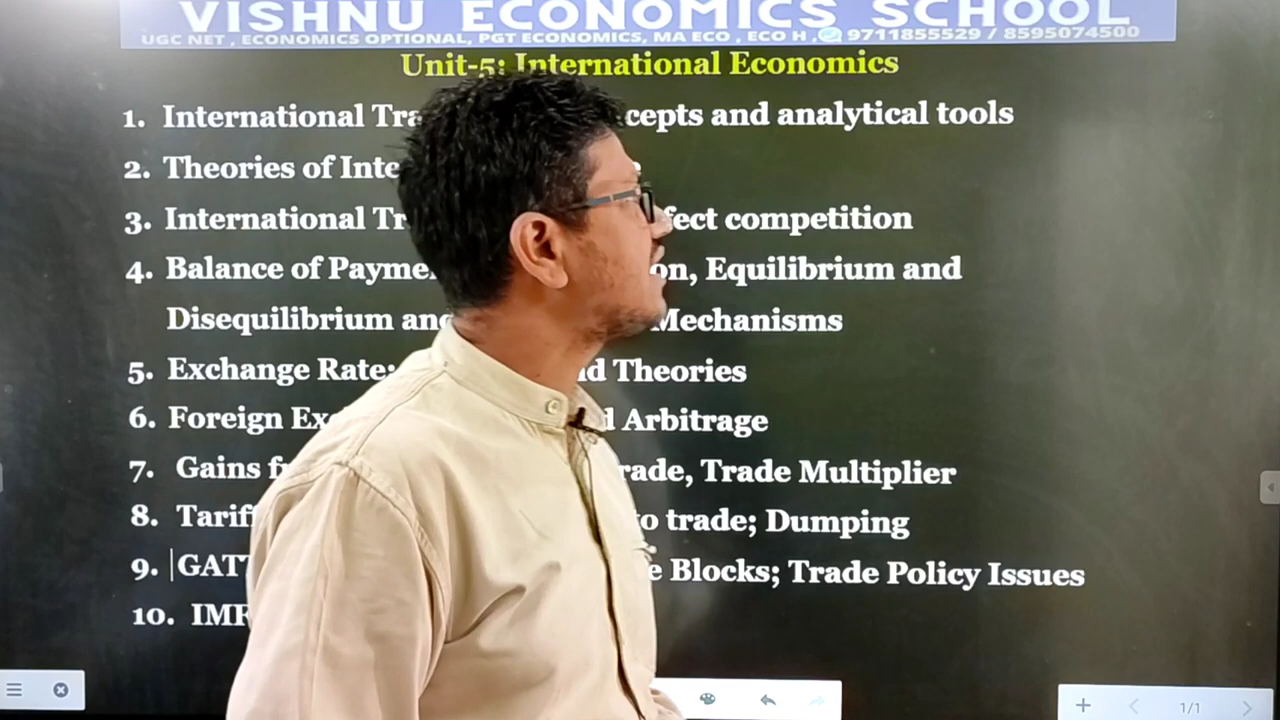 VISHNU ECONOMICS SCHOOL
UGC NET , ECONOMICS OPTIONAL, PGT ECONOMICS, MA ECO , ECO H , 9711855529 / 8595074500
Unit-5: International Economics
1. International Tra cepts and analytical tools
2. Theories of Inte
3. International Tr fect competition
4. Balance of Payme on, Equilibrium and
Disequilibrium and Mechanisms
5. Exchange Rate: Theories
6. Foreign Ex Arbitrage
7. Gains f rade, Trade Multiplier
8. Tarif to trade; Dumping
9. GATT Blocks; Trade Policy Issues
10. IMF
1/1